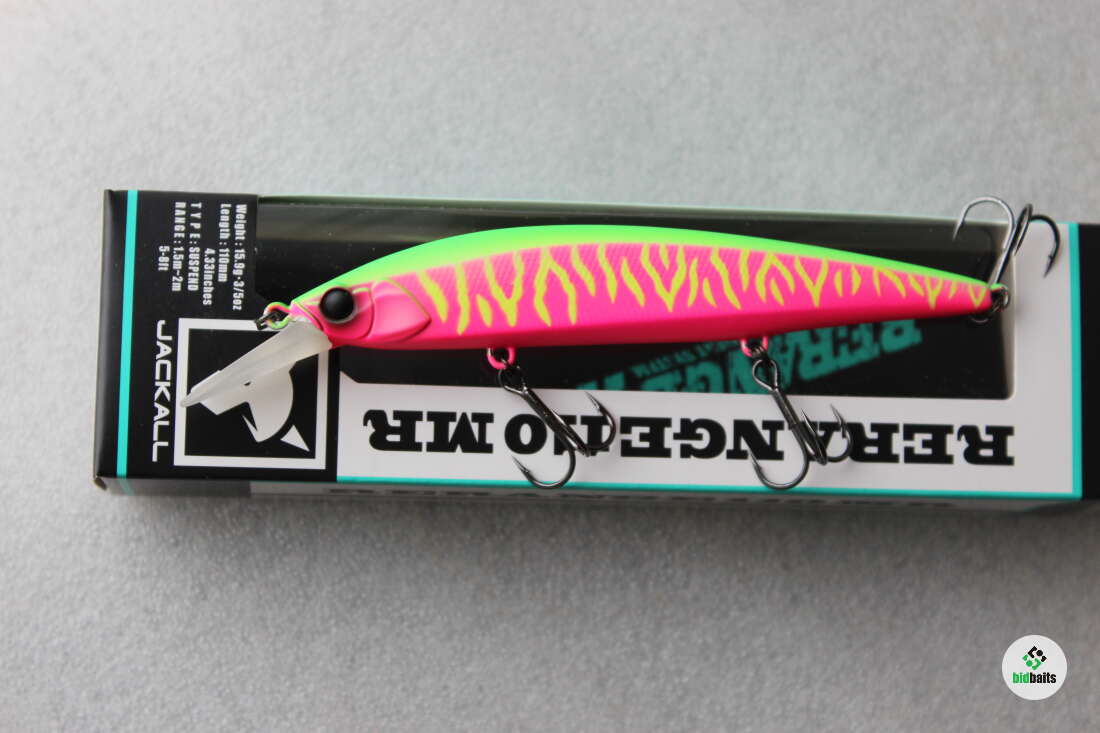 Weight : 15.9g·3/5oz
Length : 110mm
4.33inches
TYPE : SUSPEND
RANGE : 1.5m-2m
5-6ft
JACKALL
RERANGE 110 MR
bidbaits